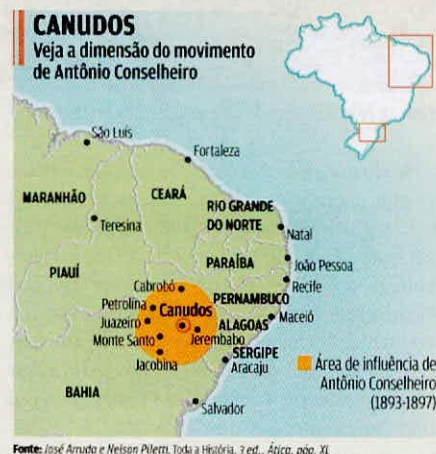 CANUDOS
Veja a dimensão do movimento
de Antônio Conselheiro
São Luís
Fortaleza
MARANHÃO
CEARÁ
Teresina
RIO GRANDE
DO NORTE
Natal
PARAÍBA
João Pessoa
PIAUÍ
Recife
Cabrobó
PERNAMBUCO
Petrolina
Canudos
Maceió
Juazeiro
ALAGOAS
Monte Santo
Jerembabo
SERGIPE
Jacobina
Aracaju
BAHIA
Salvador
Área de influência de
Antônio Conselheiro
(1893-1897)
Fonte: José Arruda e Nelson Piletti, Toda a História, 3 ed., Ática, pág. XL